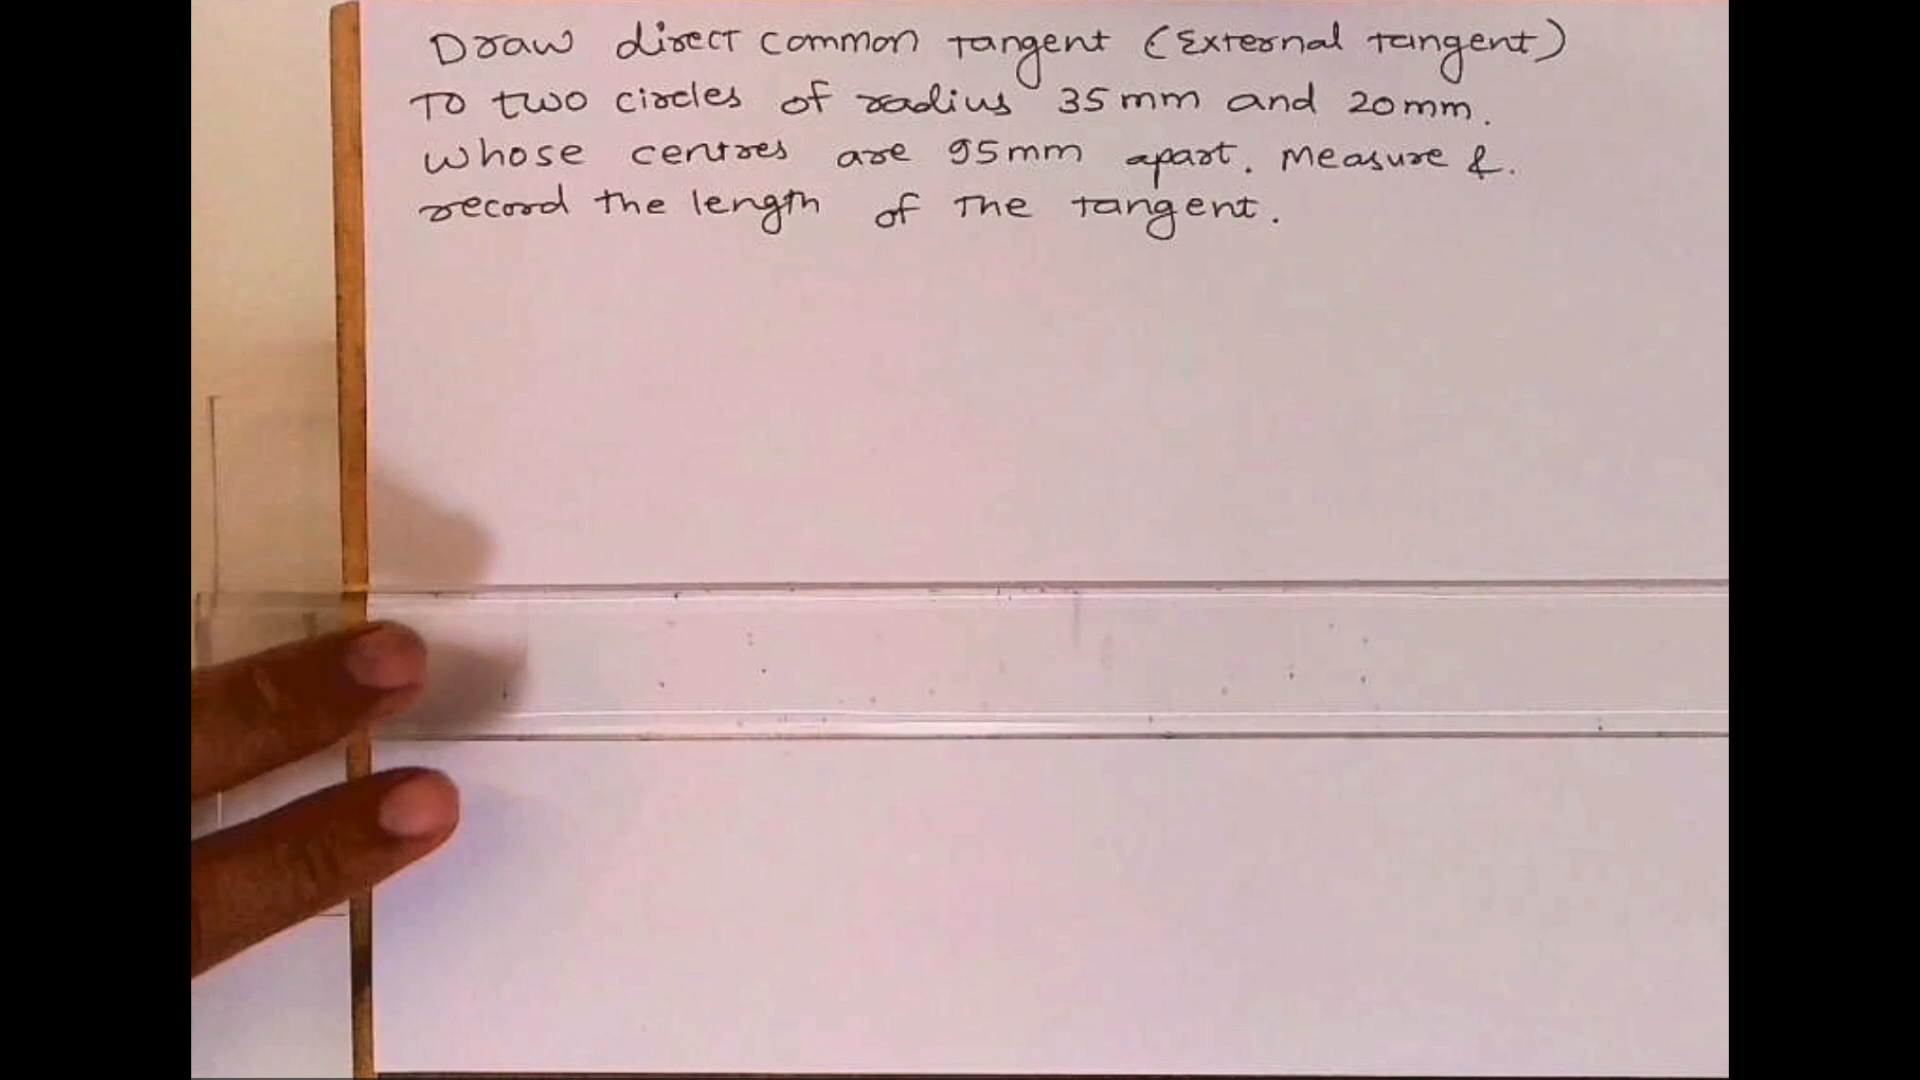 Draw direct common tangent (External tangent)
To two circles of radius 35mm and 20mm.
whose centres are 95mm apart. Measure &.
record the length of the tangent.